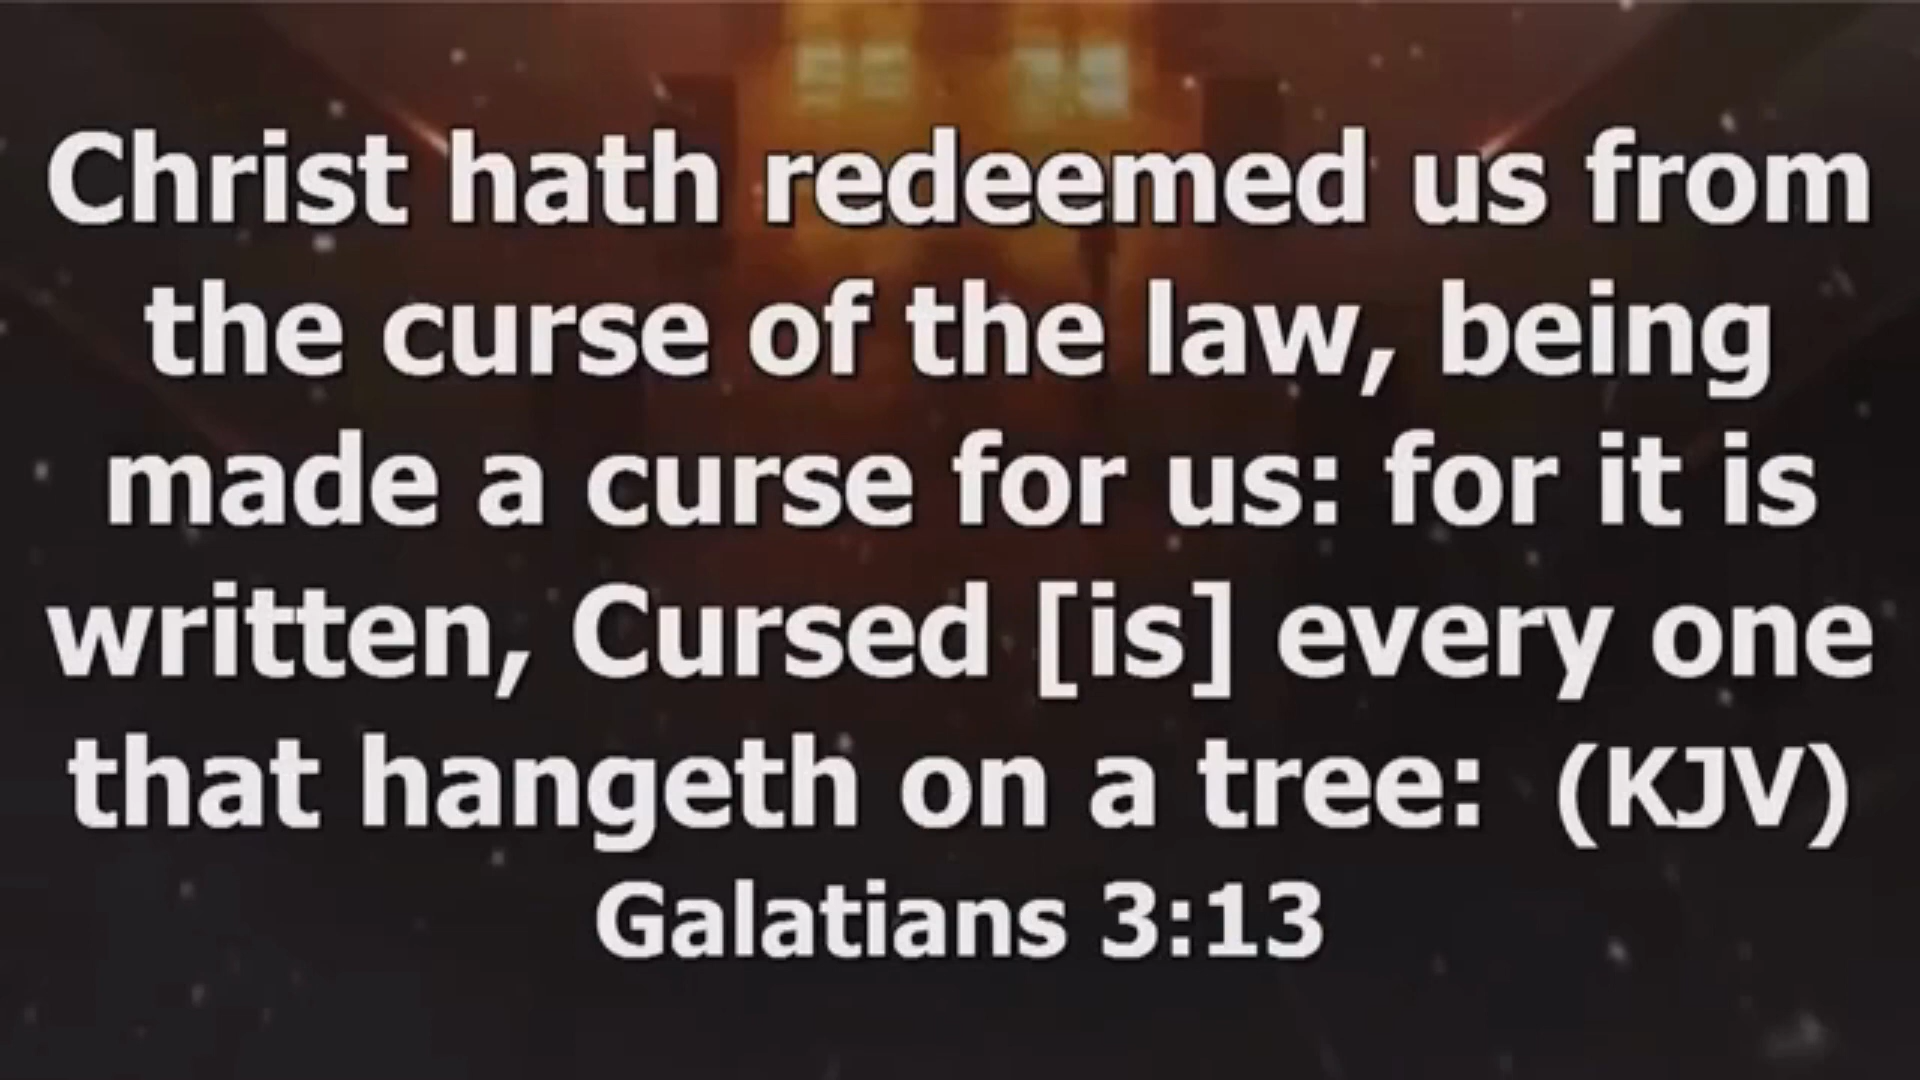 Christ hath redeemed us from
the curse of the law, being
made a curse for us: for it is
written, Cursed [is] every one
that hangeth on a tree: (KJV)
Galatians 3:13